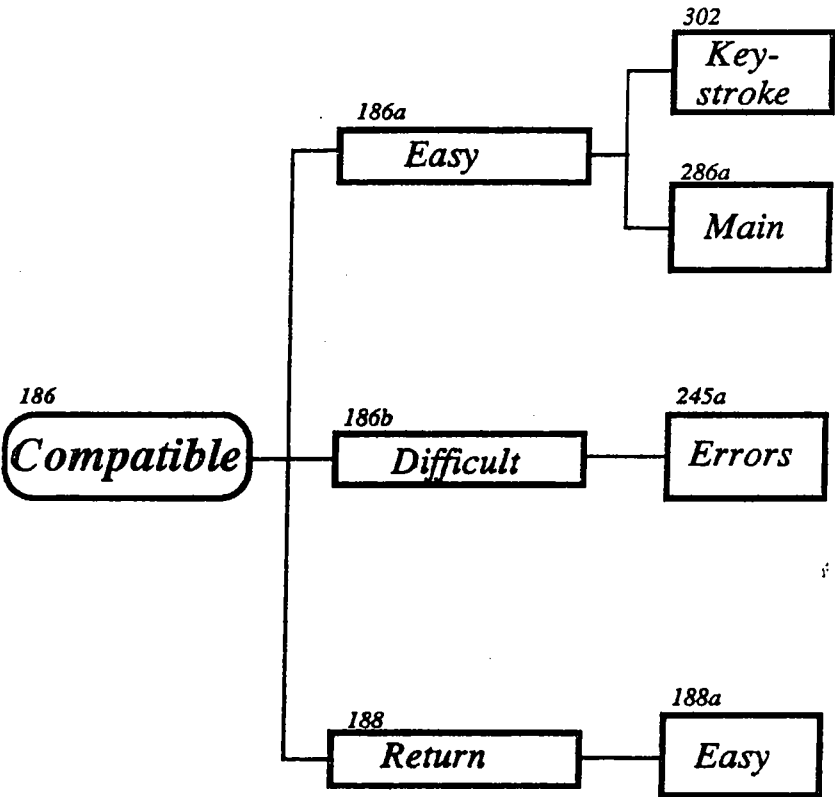 302
Key-
stroke
186a
Easy
286a
Main
186
Compatible
186b
Difficult
245a
Errors
188
Return
188a
Easy